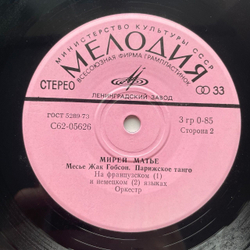 МИНИСТЕРСТВО КУЛЬТУРЫ СССР
МЕЛОДИЯ
ВСЕСОЮЗНАЯ ФИРМА ГРАМПЛАСТИНОК
СТЕРЕО 33
ЛЕНИНГРАДСКИЙ ЗАВОД
ГОСТ 5289-73 3 гр 0-85
С62-05626 Сторона 2
МИРЕЙ МАТЬЕ
Месье Жак Гобсон. Парижское танго
На французском (1)
и немецком (2) языках
Оркестр